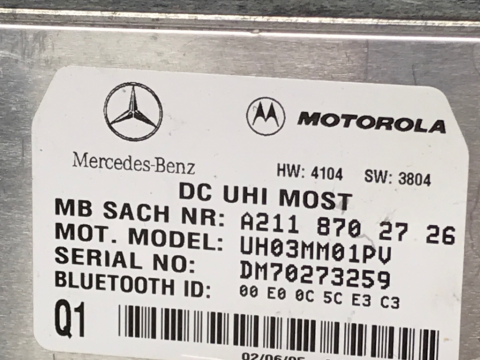 MOTOROLA
Mercedes-Benz
HW: 4104 SW: 3804
DC UHI MOST
MB SACH NR: A211 870 27 26
MOT. MODEL: UH03MM01PV
SERIAL NO: DM70273259
BLUETOOTH ID: 00 E0 0C 5C E3 C3
Q1